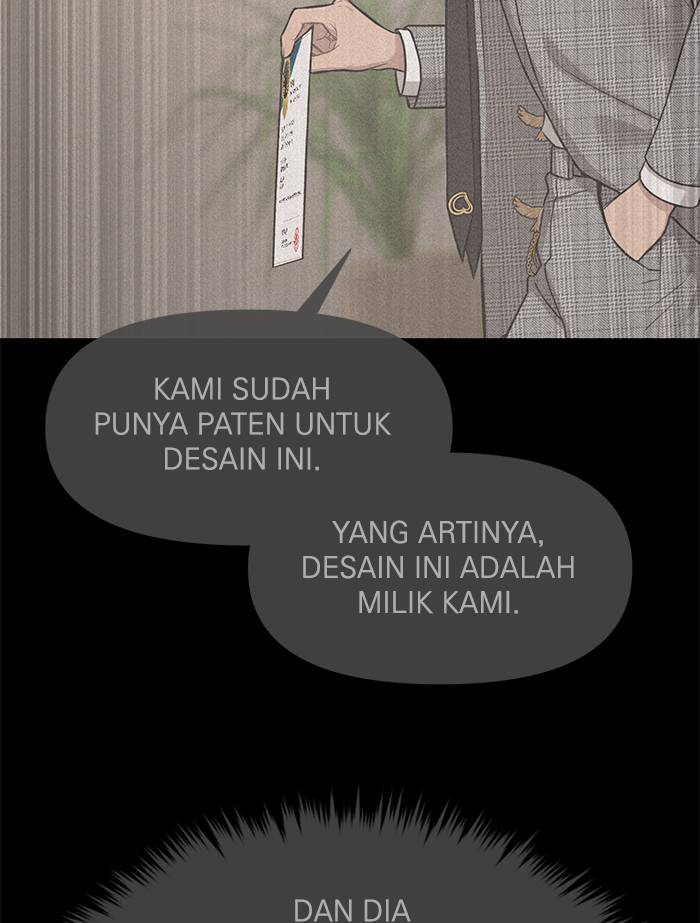 KAMI SUDAH
PUNYA PATEN UNTUK
DESAIN INI.
YANG ARTINYA,
DESAIN INI ADALAH
MILIK KAMI.
DAN DIA